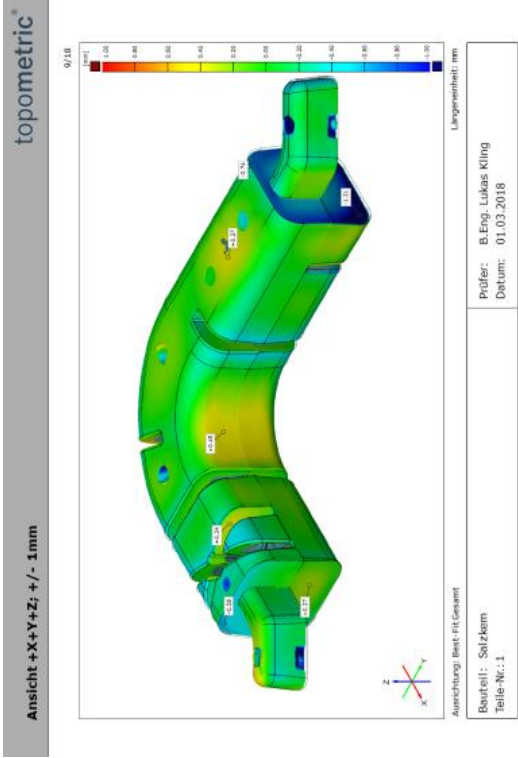 Ansicht +X+Y+Z; +/- 1mm
topometric®
9/18
[mm]
1.00
0.80
0.60
0.40
0.20
0.00
-0.20
-0.40
-0.60
-0.80
-1.00
Z
Y
X
Ausrichtung: Best-Fit Gesamt
Längeneinheit: mm
Bauteil: Salzkern
Teile-Nr.: 1
Prüfer: B.Eng. Lukas Kling
Datum: 01.03.2018